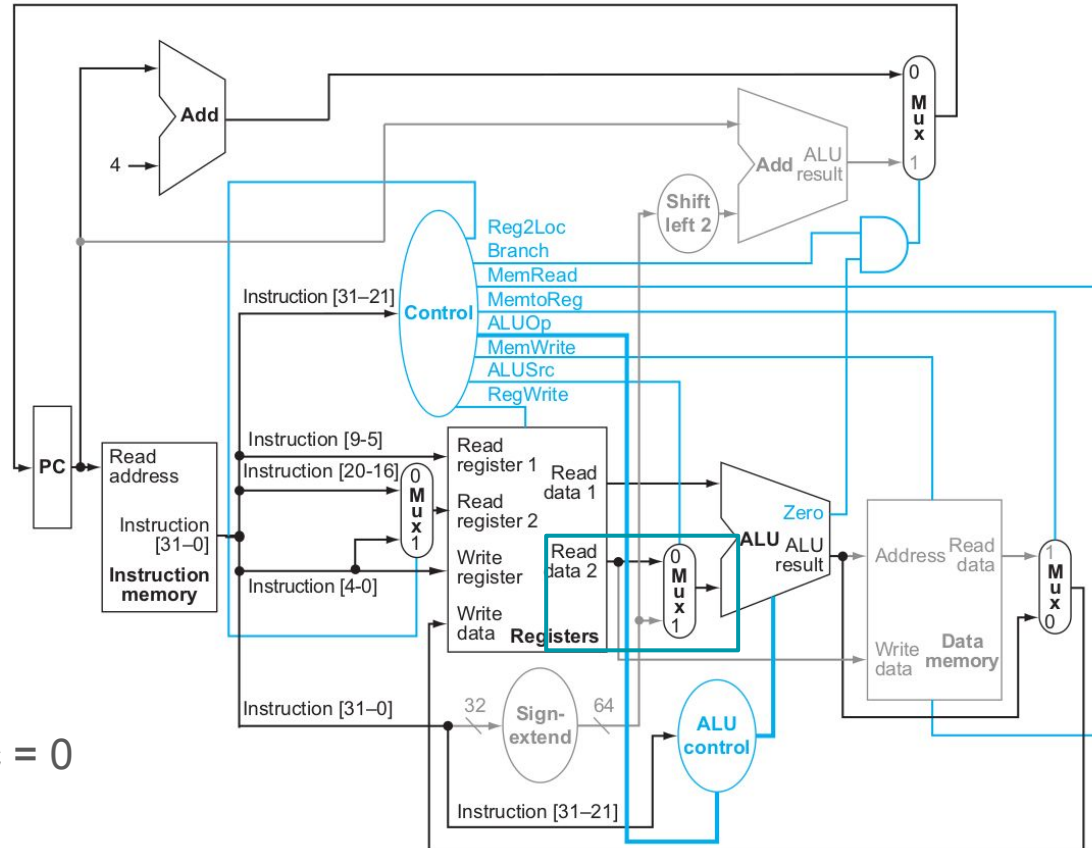 0
M
u
x
1
Add
4
Add
ALU
result
Shift
left 2
Reg2Loc
Branch
MemRead
MemtoReg
ALUOp
MemWrite
ALUSrc
RegWrite
Instruction [31–21]
Control
PC
Read
address
Instruction
[31–0]
Instruction
memory
Instruction [9-5]
Instruction [20-16]
Instruction [4-0]
0
M
u
x
1
Read
register 1
Read
register 2
Write
register
Write
data
Read
data 1
Read
data 2
Registers
0
M
u
x
1
Zero
ALU
ALU
result
Address
Read
data
Write
data
Data
memory
1
M
u
x
0
Instruction [31–0]
32
Sign-
extend
64
ALU
control
Instruction [31–21]
= 0